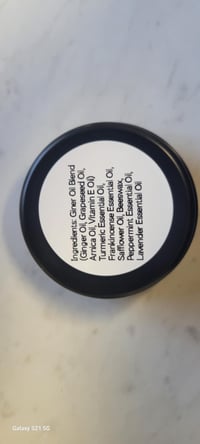 Ingredients: Giner Oil Blend
(Ginger Oil, Grapeseed Oil,
Arnica Oil, Vitamin E Oil)
Turmeric Essential Oil,
Frankincense Essential Oil,
Safflower Oil, Beeswax,
Peppermint Essential Oil,
Lavender Essential Oil
Galaxy S21 5G